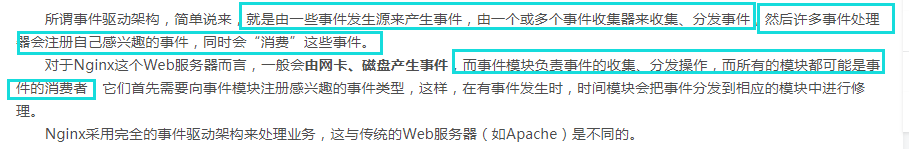 所谓事件驱动架构，简单说来，就是由一些事件发生源来产生事件，由一个或多个事件收集器来收集、分发事件，然后许多事件处理
器会注册自己感兴趣的事件，同时会“消费”这些事件。
对于Nginx这个Web服务器而言，一般会由网卡、磁盘产生事件，而事件模块负责事件的收集、分发操作，而所有的模块都可能是事
件的消费者，它们首先需要向事件模块注册感兴趣的事件类型，这样，在有事件发生时，时间模块会把事件分发到相应的模块中进行修
理。
Nginx采用完全的事件驱动架构来处理业务，这与传统的Web服务器（如Apache）是不同的。